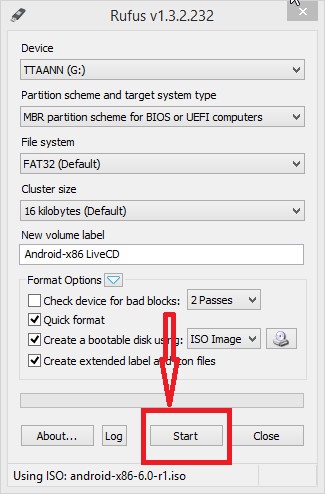 Rufus v1.3.2.232
Device
TTAANN (G:)
Partition scheme and target system type
MBR partition scheme for BIOS or UEFI computers
File system
FAT32 (Default)
Cluster size
16 kilobytes (Default)
New volume label
Android-x86 LiveCD
Format Options
Check device for bad blocks: 2 Passes
Quick format
Create a bootable disk using: ISO Image
Create extended label and icon files
About... Log Start Close
Using ISO: android-x86-6.0-r1.iso